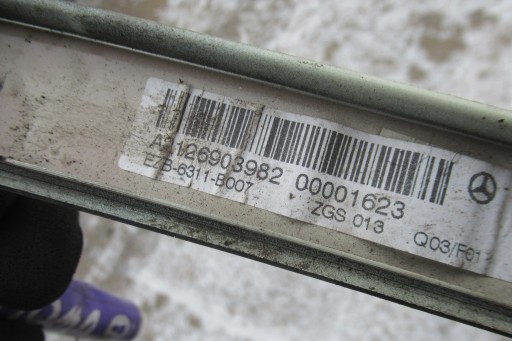 A2126903982 00001623
EZB-6311-B007 ZGS 013 Q03/F61